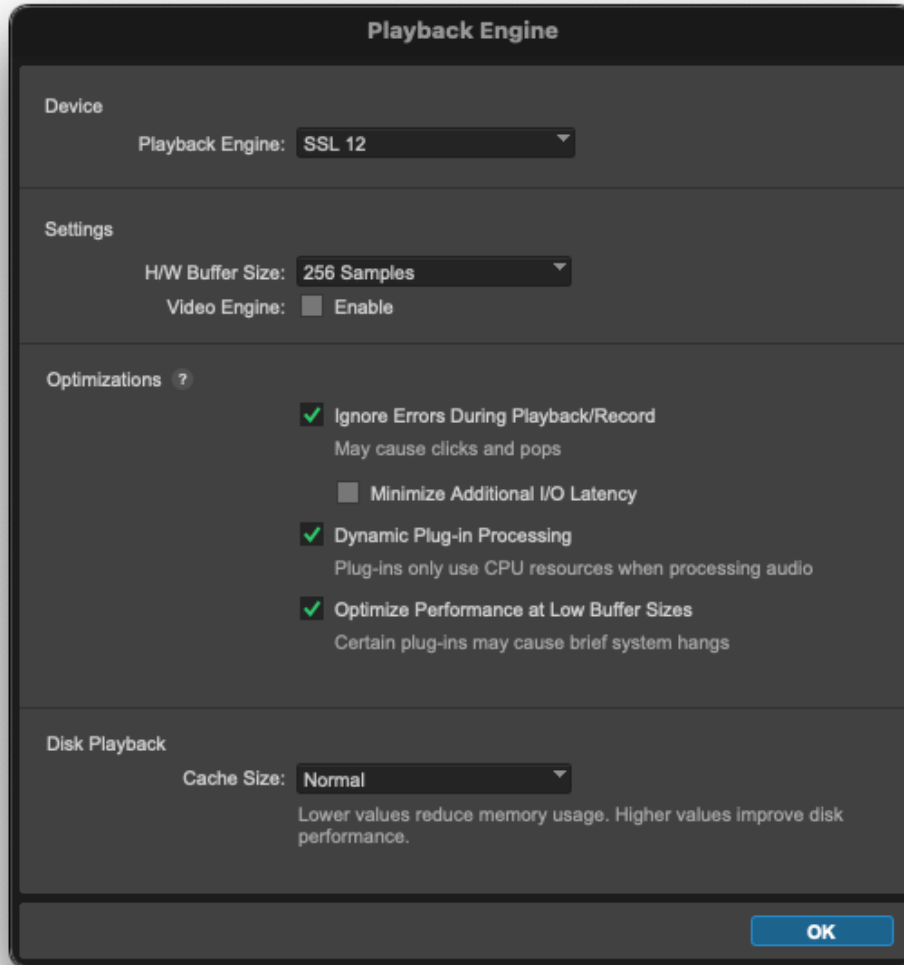 Playback Engine
Device
Playback Engine: SSL 12
Settings
H/W Buffer Size: 256 Samples
Video Engine: Enable
Optimizations ?
Ignore Errors During Playback/Record
May cause clicks and pops
Minimize Additional I/O Latency
Dynamic Plug-in Processing
Plug-ins only use CPU resources when processing audio
Optimize Performance at Low Buffer Sizes
Certain plug-ins may cause brief system hangs
Disk Playback
Cache Size: Normal
Lower values reduce memory usage. Higher values improve disk
performance.
OK